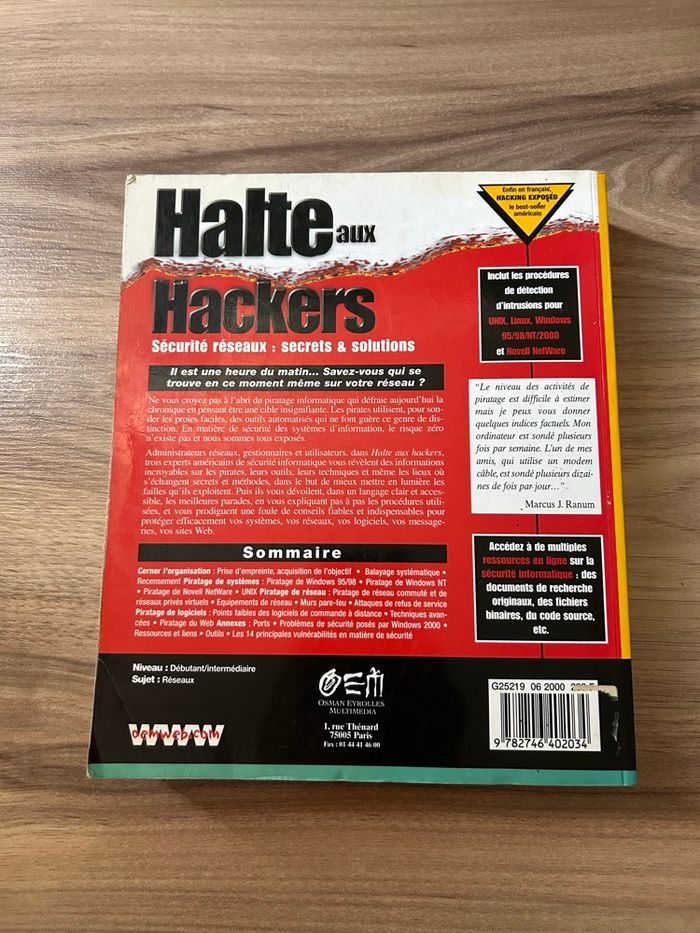 Halte aux
Hackers
Sécurité réseaux : secrets & solutions
Enfin en français,
HACKING EXPOSED
le best-seller
américain
Inclut les procédures
de détection
d'intrusions pour
UNIX, Linux, Windows
95/98/NT/2000
et Novell NetWare
Il est une heure du matin... Savez-vous qui se
trouve en ce moment même sur votre réseau ?
Ne vous croyez pas à l'abri du piratage informatique qui défraie aujourd'hui la
chronique en pensant être une cible insignifiante. Les pirates utilisent, pour son-
der les proies faciles, des outils automatisés qui ne font guère ce genre de dis-
tinction. En matière de sécurité des systèmes d'information, le risque zéro
n'existe pas et nous sommes tous exposés.
Administrateurs réseaux, gestionnaires et utilisateurs, dans Halte aux hackers,
trois experts américains de sécurité informatique vous révèlent des informations
incroyables sur les pirates, leurs outils, leurs techniques et même les lieux où
s'échangent secrets et méthodes, dans le but de mieux mettre en lumière les
failles qu'ils exploitent. Puis ils vous dévoilent, dans un langage clair et acces-
sible, les meilleures parades, en vous expliquant pas à pas les procédures utili-
sées, et vous prodiguent une foule de conseils fiables et indispensables pour
protéger efficacement vos systèmes, vos réseaux, vos logiciels, vos message-
ries, vos sites Web.
"Le niveau des activités de
piratage est difficile à estimer
mais je peux vous donner
quelques indices factuels. Mon
ordinateur est sondé plusieurs
fois par semaine. L'un de mes
amis, qui utilise un modem
câble, est sondé plusieurs dizai-
nes de fois par jour..."
Marcus J. Ranum
Sommaire
Cerner l'organisation : Prise d'empreinte, acquisition de l'objectif • Balayage systématique •
Recensement Piratage de systèmes : Piratage de Windows 95/98 • Piratage de Windows NT
• Piratage de Novell NetWare • UNIX Piratage de réseau : Piratage de réseau commuté et de
réseaux privés virtuels • Equipements de réseau • Murs pare-feu • Attaques de refus de service
Piratage de logiciels : Points faibles des logiciels de commande à distance • Techniques avan-
cées • Piratage du Web Annexes : Ports • Problèmes de sécurité posés par Windows 2000 •
Ressources et liens • Outils • Les 14 principales vulnérabilités en matière de sécurité
Accédez à de multiples
ressources en ligne sur la
sécurité informatique : des
documents de recherche
originaux, des fichiers
binaires, du code source,
etc.
Niveau : Débutant/intermédiaire
Sujet : Réseaux
www
oemweb.com
OEM
OSMAN EYROLLES
MULTIMEDIA
1, rue Thénard
75005 Paris
Fax : 01 44 41 46 00
G25219 06 2000
9 782746 402034